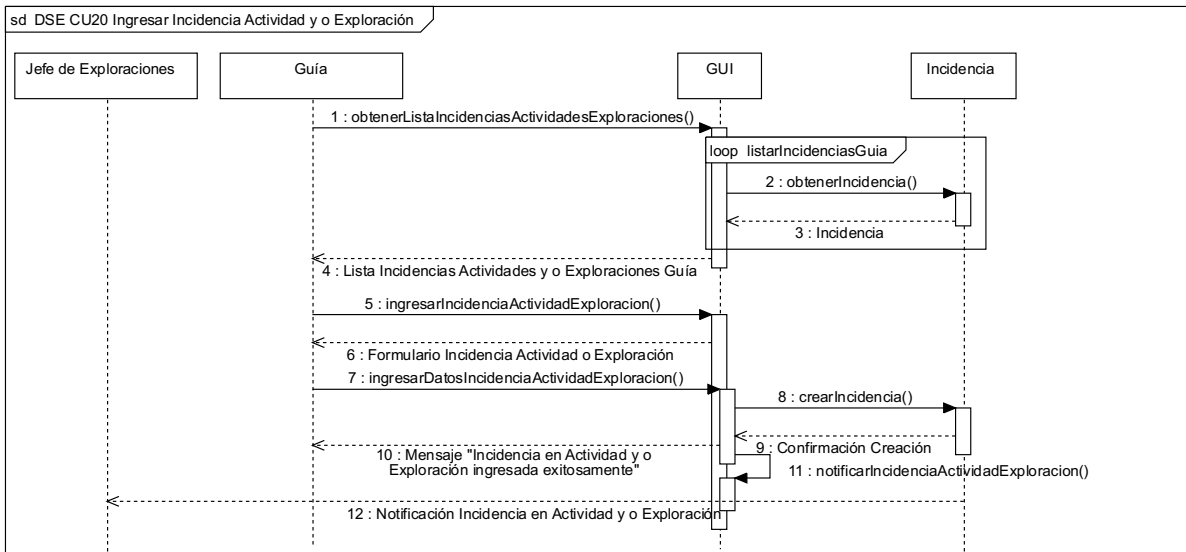 sd DSE CU20 Ingresar Incidencia Actividad y o Exploración
Jefe de Exploraciones
Guía
GUI
Incidencia
1 : obtenerListaIncidenciasActividadesExploraciones()
loop listarIncidenciasGuia
2 : obtenerIncidencia()
3 : Incidencia
4 : Lista Incidencias Actividades y o Exploraciones Guía
5 : ingresarIncidenciaActividadExploracion()
6 : Formulario Incidencia Actividad o Exploración
7 : ingresarDatosIncidenciaActividadExploracion()
8 : crearIncidencia()
9 : Confirmación Creación
10 : Mensaje "Incidencia en Actividad y o
Exploración ingresada exitosamente"
11 : notificarIncidenciaActividadExploracion()
12 : Notificación Incidencia en Actividad y o Exploración